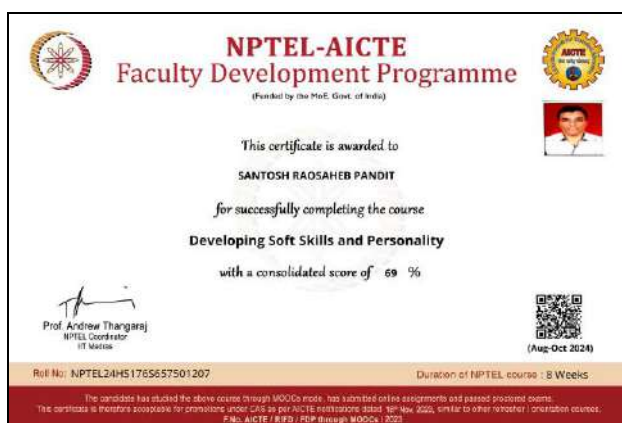 NPTEL-AICTE
Faculty Development Programme
(Funded by the MoE, Govt. of India)
AICTE
This certificate is awarded to
SANTOSH RAOSAHEB PANDIT
for successfully completing the course
Developing Soft Skills and Personality
with a consolidated score of 69 %
Prof. Andrew Thangaraj
NPTEL Coordinator
IIT Madras
(Aug-Oct 2024)
Roll No: NPTEL24HS176S657501207
Duration of NPTEL course : 8 Weeks
The candidate has studied the above course through MOOCs mode, has submitted online assignments and passed proctored exams.
This certificate is therefore acceptable for promotions under CAS as per AICTE notifications dated 16th Nov, 2023, similar to other refresher / orientation courses.
F.No. AICTE / RIFD / FDP through MOOCs / 2023